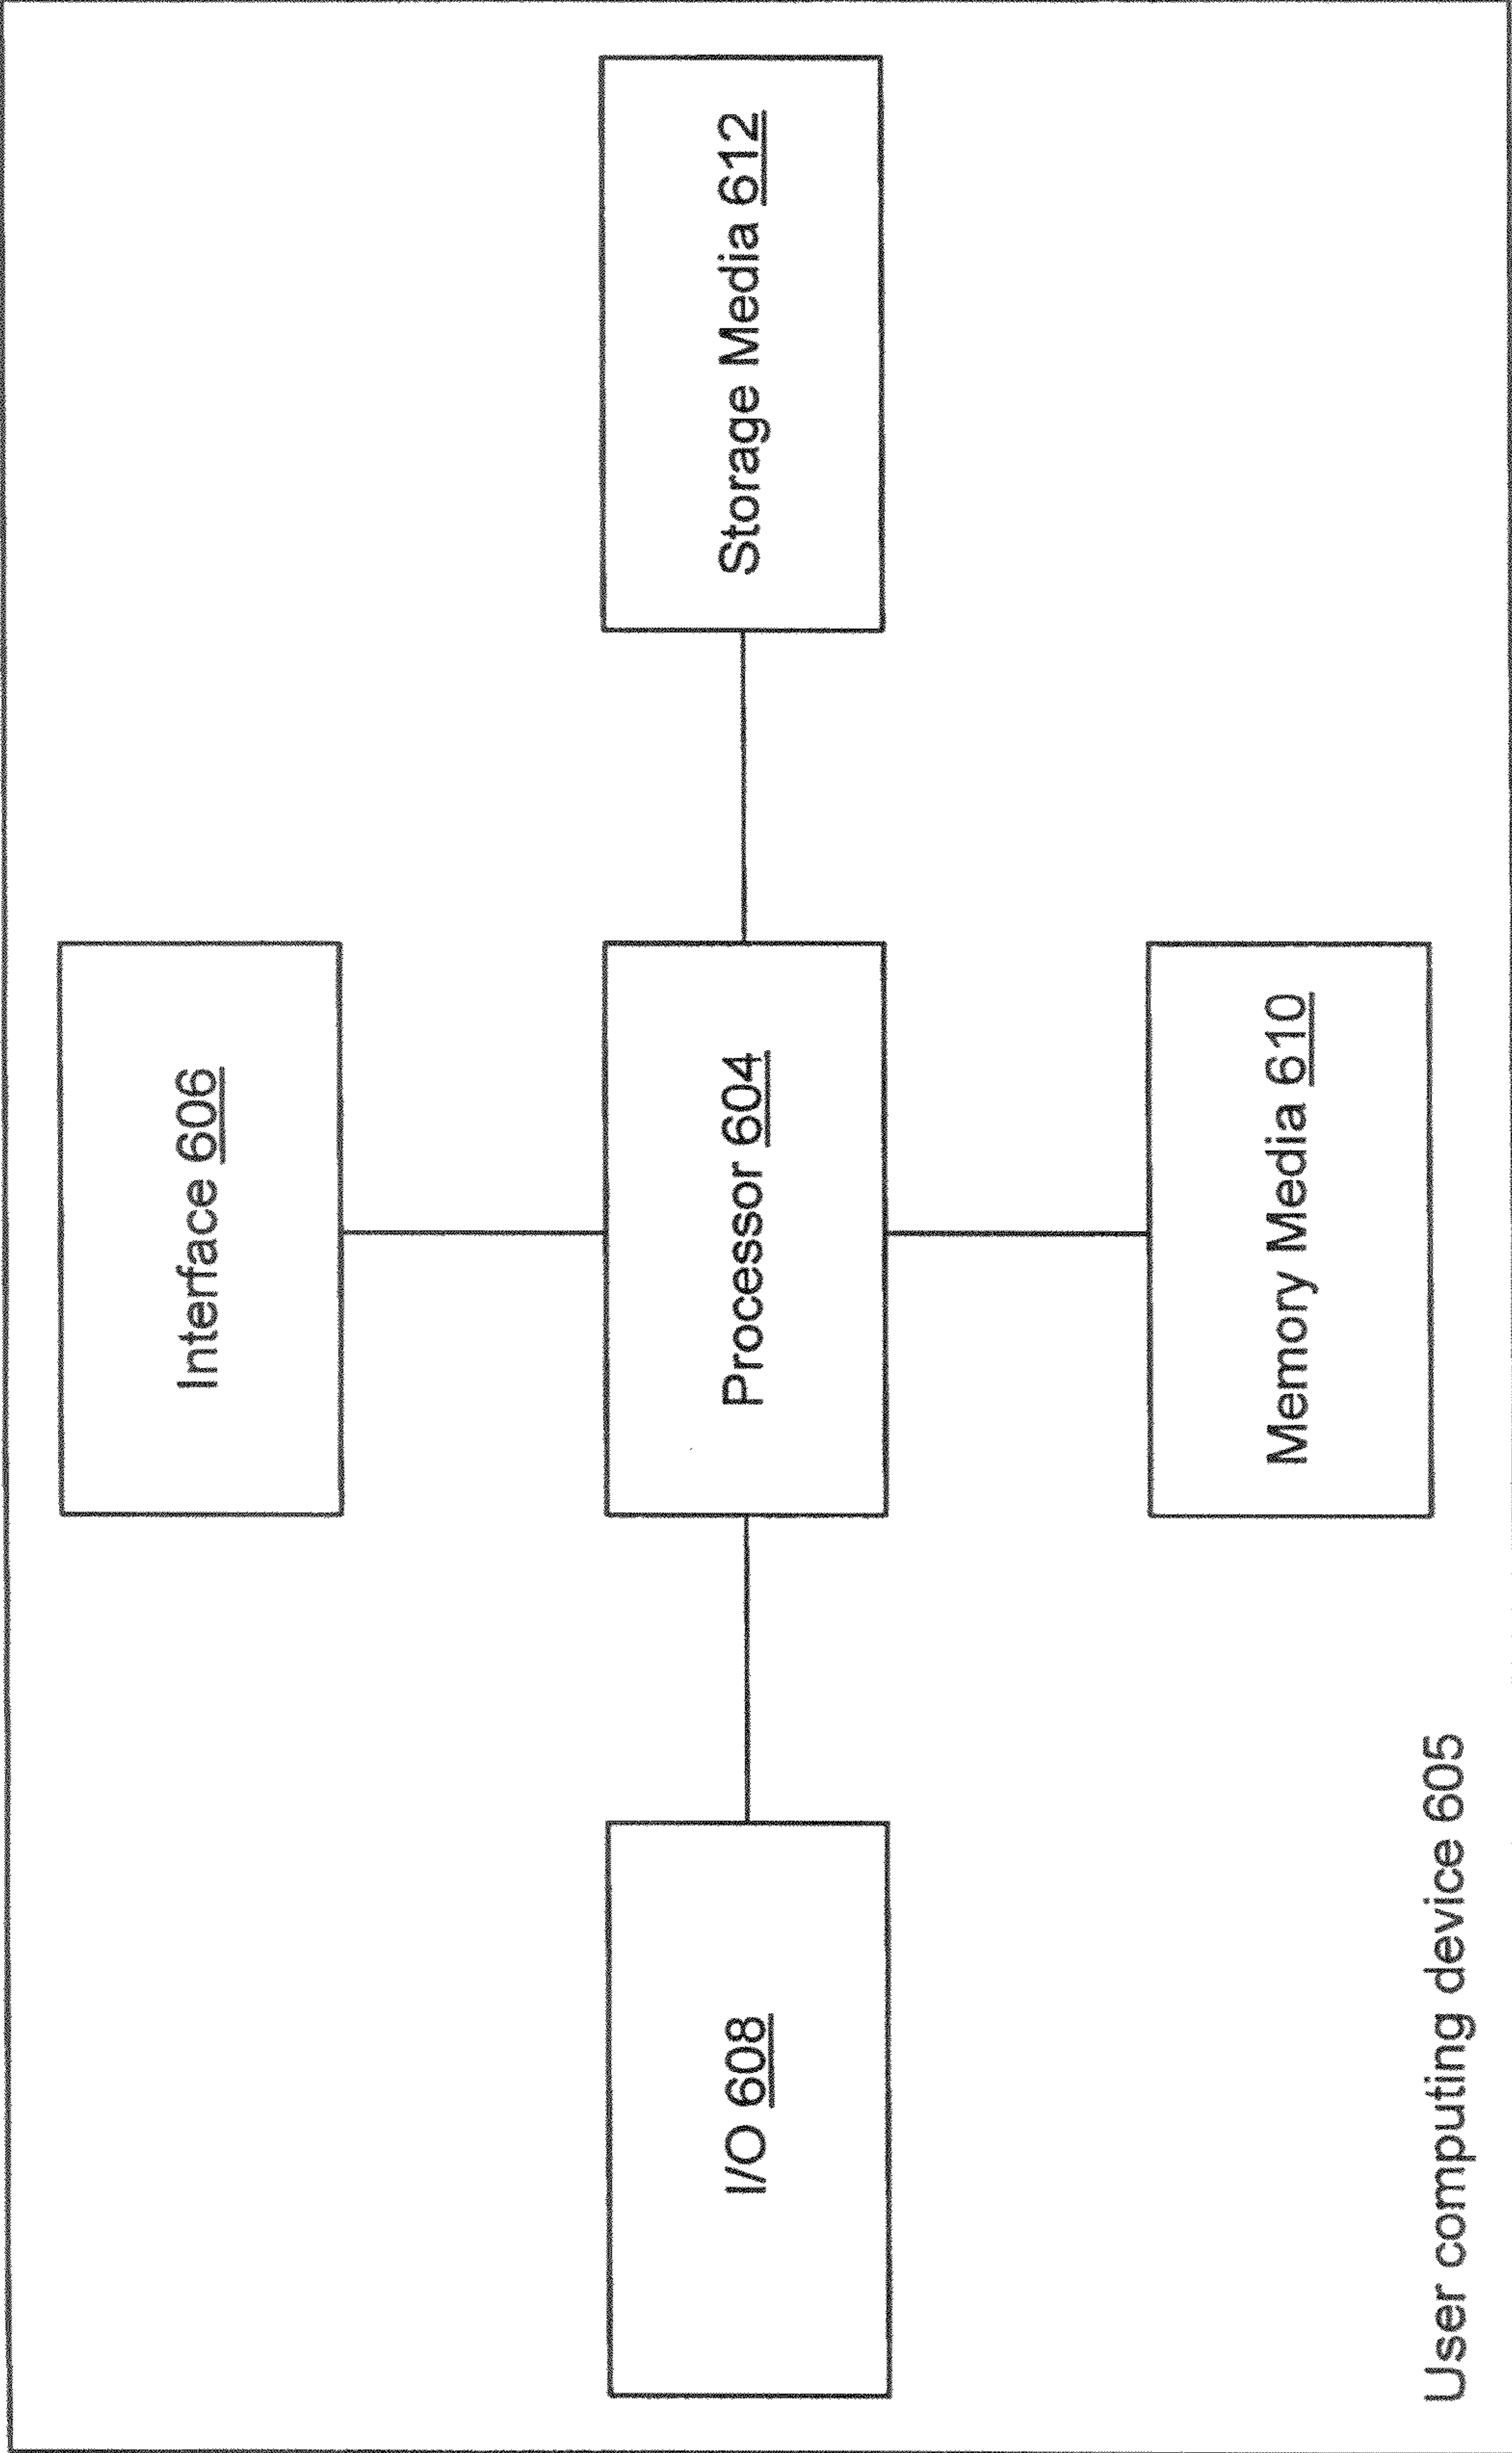 Interface 606
I/O 608
Processor 604
Storage Media 612
Memory Media 610
User computing device 605